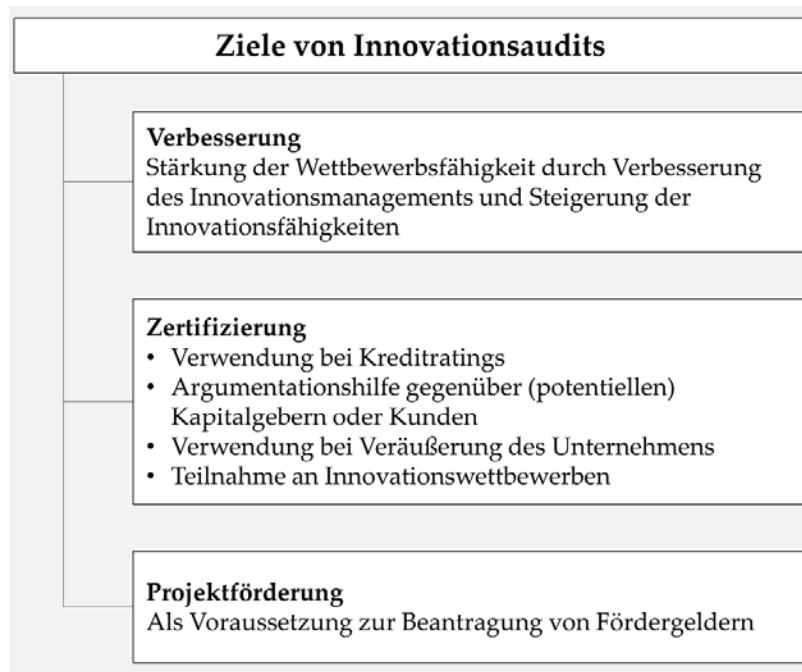 Ziele von Innovationsaudits
Verbesserung
Stärkung der Wettbewerbsfähigkeit durch Verbesserung
des Innovationsmanagements und Steigerung der
Innovationsfähigkeiten
Zertifizierung
• Verwendung bei Kreditratings
• Argumentationshilfe gegenüber (potentiellen)
Kapitalgebern oder Kunden
• Verwendung bei Veräußerung des Unternehmens
• Teilnahme an Innovationswettbewerben
Projektförderung
Als Voraussetzung zur Beantragung von Fördergeldern